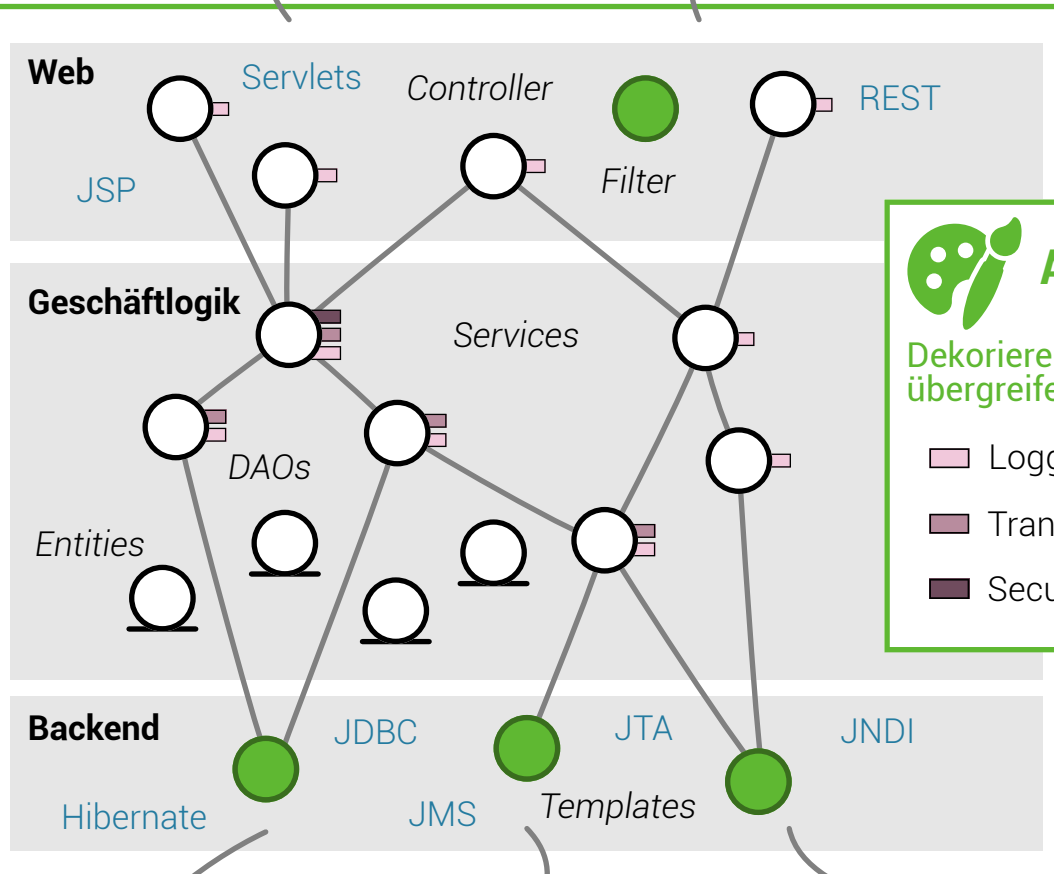 Web
Servlets
Controller
REST
JSP
Filter
Geschäftlogik
Services
Dekoriere
übergreife
DAOs
Logg
Entities
Tran
Secu
Backend
JDBC
JTA
JNDI
Hibernate
JMS
Templates